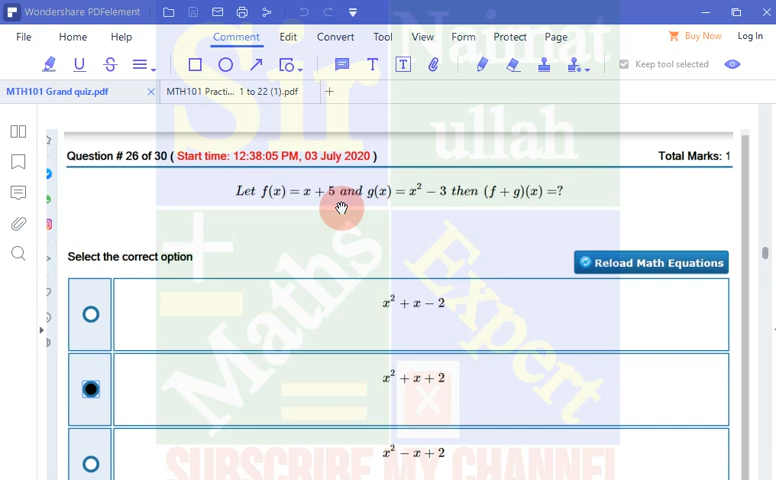 Wondershare PDFelement
File Home Help Comment Edit Convert Tool View Form Protect Page Buy Now Log In
Keep tool selected
MTH101 Grand quiz.pdf MTH101 Practi... 1 to 22 (1).pdf
Sir Naimat
ullah
Question # 26 of 30 ( Start time: 12:38:05 PM, 03 July 2020 ) Total Marks: 1
Let f(x) = x + 5 and g(x) = x² − 3 then (f + g)(x) =?
Select the correct option
Reload Math Equations
x² + x − 2
x² + x + 2
x² − x + 2
Maths Expert
SUBSCRIBE MY CHANNEL